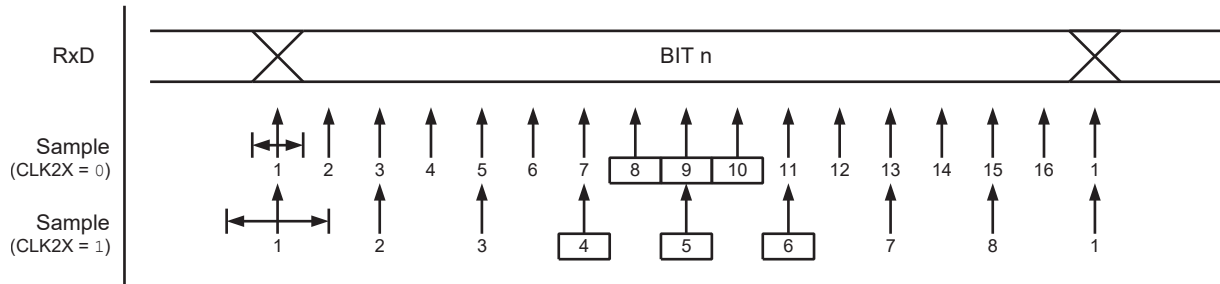 RxD
BIT n
Sample
(CLK2X = 0)
1 2 3 4 5 6 7 8 9 10 11 12 13 14 15 16 1
Sample
(CLK2X = 1)
1 2 3 4 5 6 7 8 1